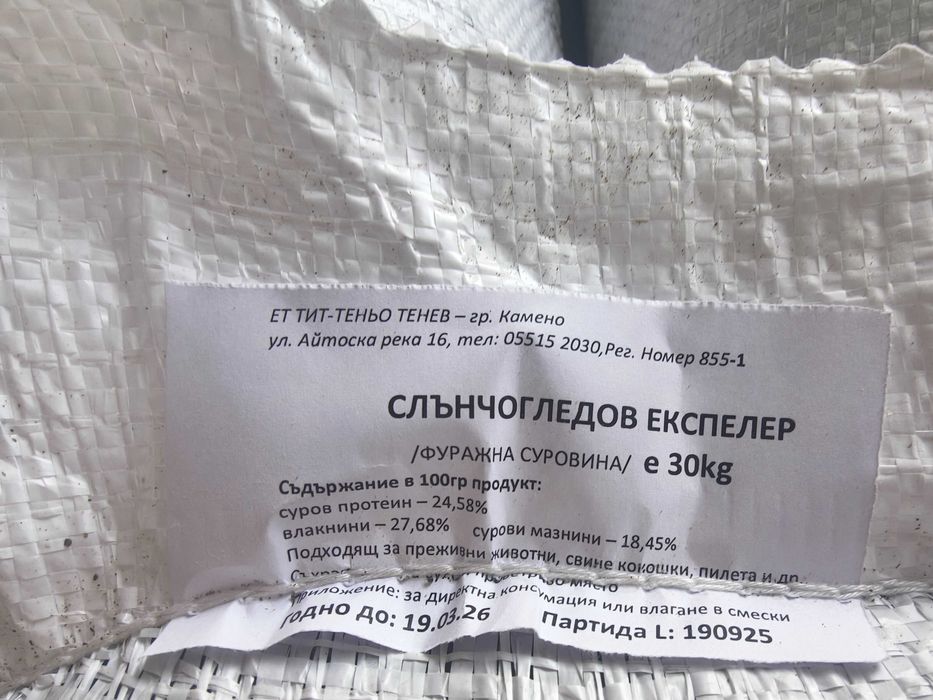 ЕТ ТИТ-ТЕНЬО ТЕНЕВ – гр. Камено
ул. Айтоска река 16, тел: 05515 2030,Рег. Номер 855-1
СЛЪНЧОГЛЕДОВ ЕКСПЕЛЕР
/ФУРАЖНА СУРОВИНА/ е 30kg
Съдържание в 100гр продукт:
суров протеин – 24,58%
влакнини – 27,68% сурови мазнини – 18,45%
Подходящ за преживни животни, свине кокошки, пилета и др.
място
Приложение: за директна консумация или влагане в смески
Годно до: 19.03.26 Партида L: 190925